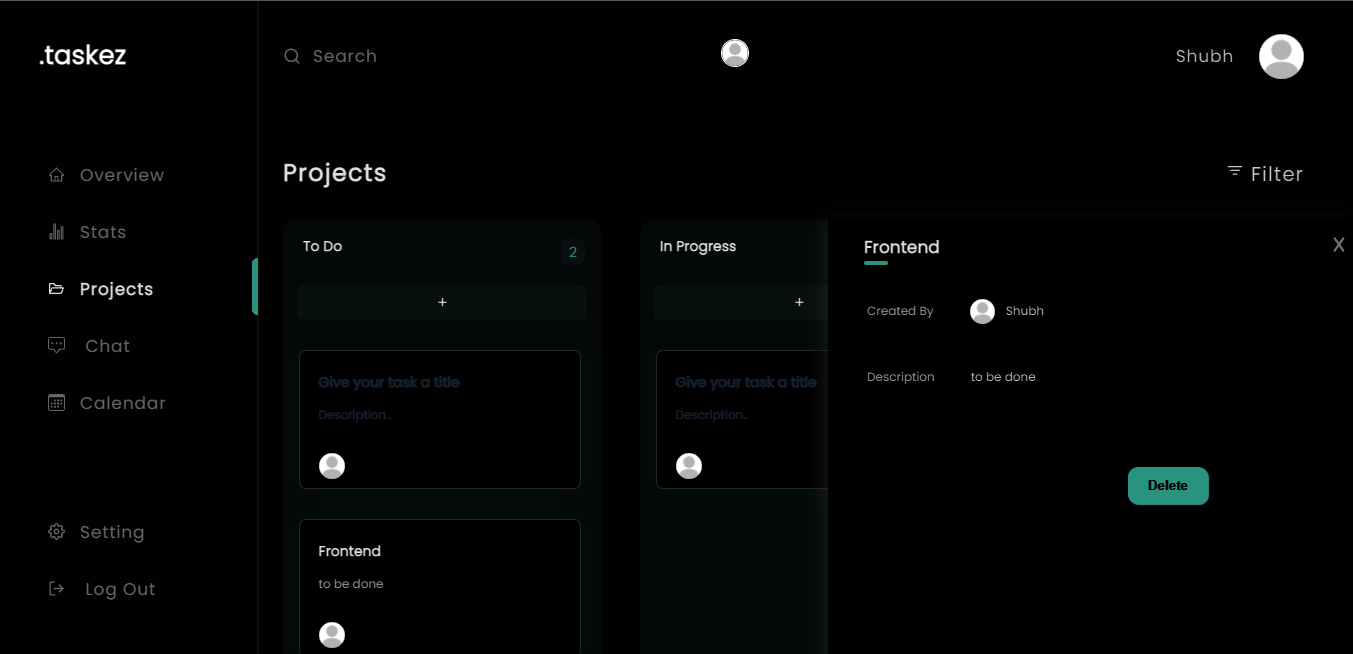 .taskez
Search
Shubh
Overview
Stats
Projects
Chat
Calendar
Setting
Log Out
Projects
Filter
To Do
2
+
Give your task a title
Description..
Frontend
to be done
In Progress
+
Give your task a title
Description..
Frontend
X
Created By
Shubh
Description
to be done
Delete